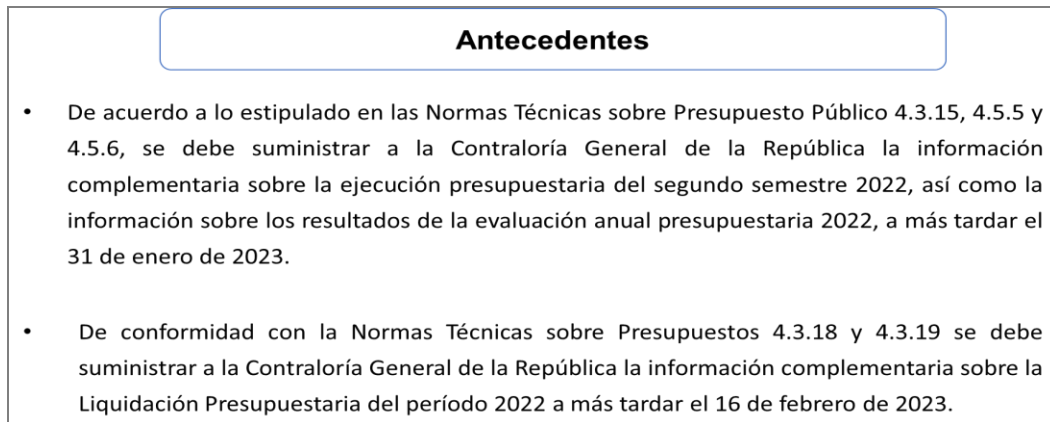 Antecedentes
• De acuerdo a lo estipulado en las Normas Técnicas sobre Presupuesto Público 4.3.15, 4.5.5 y
4.5.6, se debe suministrar a la Contraloría General de la República la información
complementaria sobre la ejecución presupuestaria del segundo semestre 2022, así como la
información sobre los resultados de la evaluación anual presupuestaria 2022, a más tardar el
31 de enero de 2023.
• De conformidad con la Normas Técnicas sobre Presupuestos 4.3.18 y 4.3.19 se debe
suministrar a la Contraloría General de la República la información complementaria sobre la
Liquidación Presupuestaria del período 2022 a más tardar el 16 de febrero de 2023.